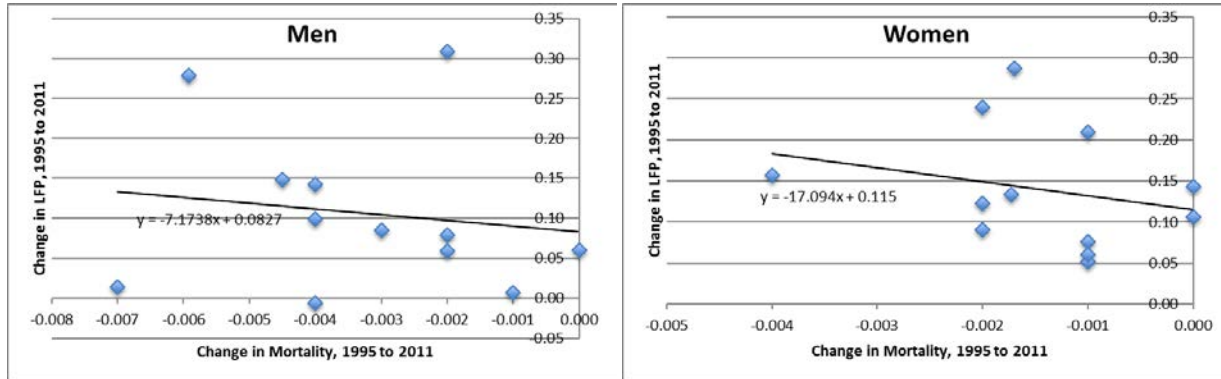 Men
Change in LFP, 1995 to 2011
0.35
0.30
0.25
0.20
0.15
0.10
0.05
0.00
-0.05
y = -7.1738x + 0.0827
-0.008 -0.007 -0.006 -0.005 -0.004 -0.003 -0.002 -0.001 0.000
Change in Mortality, 1995 to 2011
Women
Change in LFP, 1995 to 2011
0.35
0.30
0.25
0.20
0.15
0.10
0.05
0.00
y = -17.094x + 0.115
-0.005 -0.004 -0.003 -0.002 -0.001 0.000
Change in Mortality, 1995 to 2011